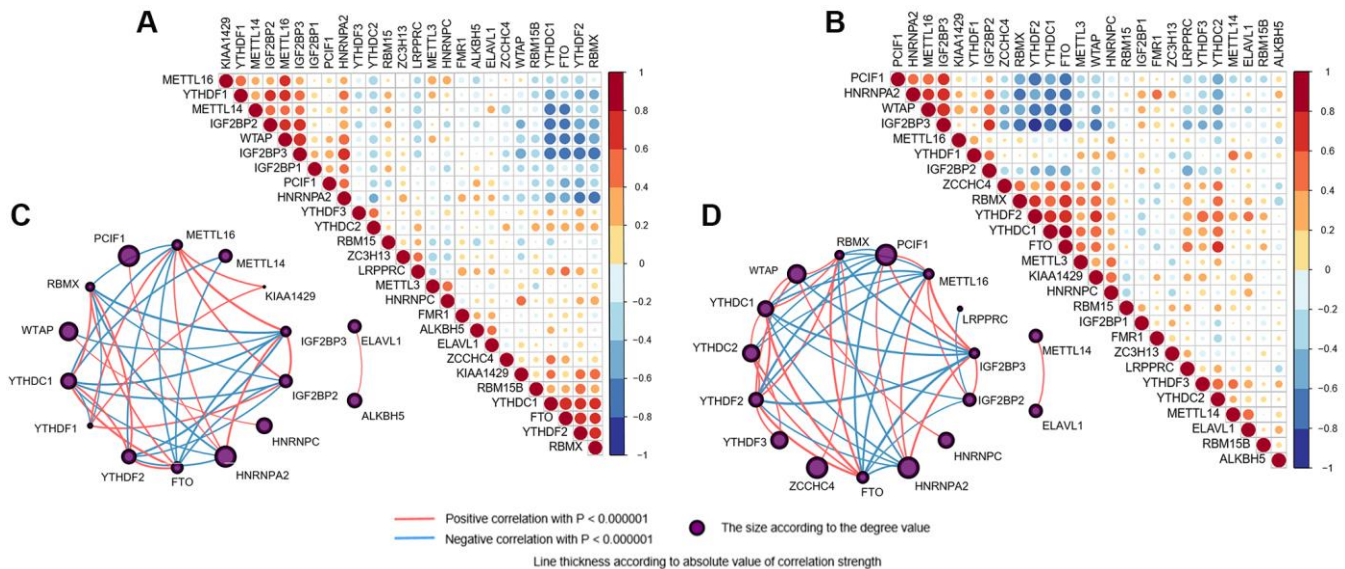 A
KIAA1429
YTHDF1
METTL14
IGF2BP2
METTL16
IGF2BP3
IGF2BP1
PCIF1
HNRNPA2
YTHDF3
YTHDC2
RBM15
ZC3H13
LRPPRC
METTL3
HNRNPC
FMR1
ALKBH5
ELAVL1
ZCCHC4
WTAP
RBM15B
YTHDC1
FTO
YTHDF2
RBMX
METTL16
YTHDF1
METTL14
IGF2BP2
WTAP
IGF2BP3
IGF2BP1
PCIF1
HNRNPA2
YTHDF3
YTHDC2
RBM15
ZC3H13
LRPPRC
METTL3
HNRNPC
FMR1
ALKBH5
ELAVL1
ZCCHC4
KIAA1429
RBM15B
YTHDC1
FTO
YTHDF2
RBMX
1
0.8
0.6
0.4
0.2
0
−0.2
−0.4
−0.6
−0.8
−1
B
PCIF1
HNRNPA2
METTL16
IGF2BP3
KIAA1429
YTHDF1
IGF2BP2
ZCCHC4
RBMX
YTHDF2
YTHDC1
FTO
METTL3
WTAP
HNRNPC
RBM15
IGF2BP1
FMR1
ZC3H13
LRPPRC
YTHDF3
YTHDC2
METTL14
ELAVL1
RBM15B
ALKBH5
PCIF1
HNRNPA2
WTAP
IGF2BP3
METTL16
YTHDF1
IGF2BP2
ZCCHC4
RBMX
YTHDF2
YTHDC1
FTO
METTL3
KIAA1429
HNRNPC
RBM15
IGF2BP1
FMR1
ZC3H13
LRPPRC
YTHDF3
YTHDC2
METTL14
ELAVL1
RBM15B
ALKBH5
1
0.8
0.6
0.4
0.2
0
−0.2
−0.4
−0.6
−0.8
−1
C
METTL16
PCIF1
METTL14
RBMX
KIAA1429
WTAP
IGF2BP3
ELAVL1
YTHDC1
IGF2BP2
ALKBH5
YTHDF1
HNRNPC
YTHDF2
FTO
HNRNPA2
D
RBMX
PCIF1
WTAP
METTL16
YTHDC1
LRPPRC
YTHDC2
IGF2BP3
METTL14
YTHDF2
IGF2BP2
ELAVL1
YTHDF3
HNRNPC
ZCCHC4
FTO
HNRNPA2
Positive correlation with P < 0.000001
The size according to the degree value
Negative correlation with P < 0.000001
Line thickness according to absolute value of correlation strength